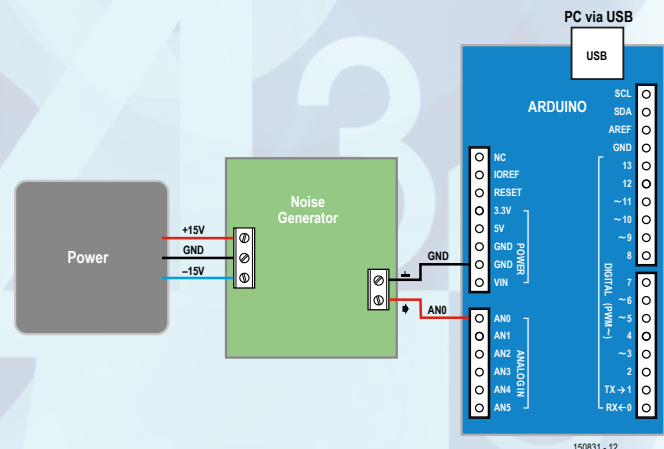 PC via USB
USB
ARDUINO
SCL
SDA
AREF
GND
13
12
~11
~10
~9
8
7
~6
~5
4
~3
2
TX→1
RX←0
DIGITAL (PWM~)
NC
IOREF
RESET
3.3V
5V
GND
GND
VIN
POWER
AN0
AN1
AN2
AN3
AN4
AN5
ANALOG IN
Noise
Generator
Power
+15V
GND
–15V
GND
AN0
150831 - 12